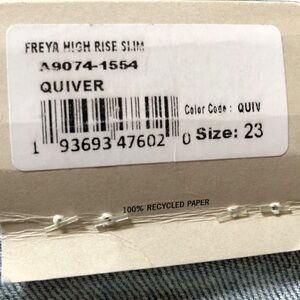 FREYA HIGH RISE SLIM
A9074-1554
QUIVER
Color Code : QUIV
1 93693 47602 0 Size: 23
100% RECYCLED PAPER